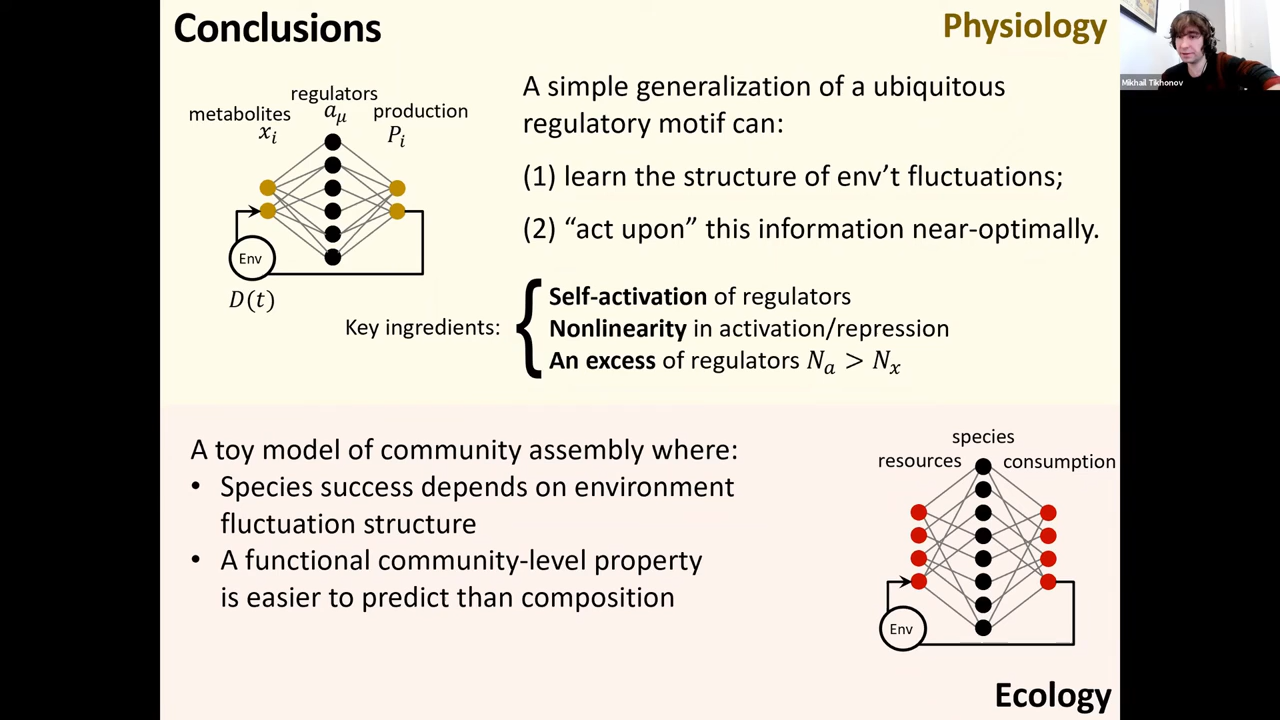 Conclusions
Physiology
Mikhail Tikhonov
regulators
metabolites
production
x_i
a_μ
P_i
Env
D(t)
A simple generalization of a ubiquitous
regulatory motif can:
(1) learn the structure of env’t fluctuations;
(2) “act upon” this information near-optimally.
Key ingredients:
Self-activation of regulators
Nonlinearity in activation/repression
An excess of regulators N_a > N_x
A toy model of community assembly where:
• Species success depends on environment
fluctuation structure
• A functional community-level property
is easier to predict than composition
species
resources
consumption
Env
Ecology